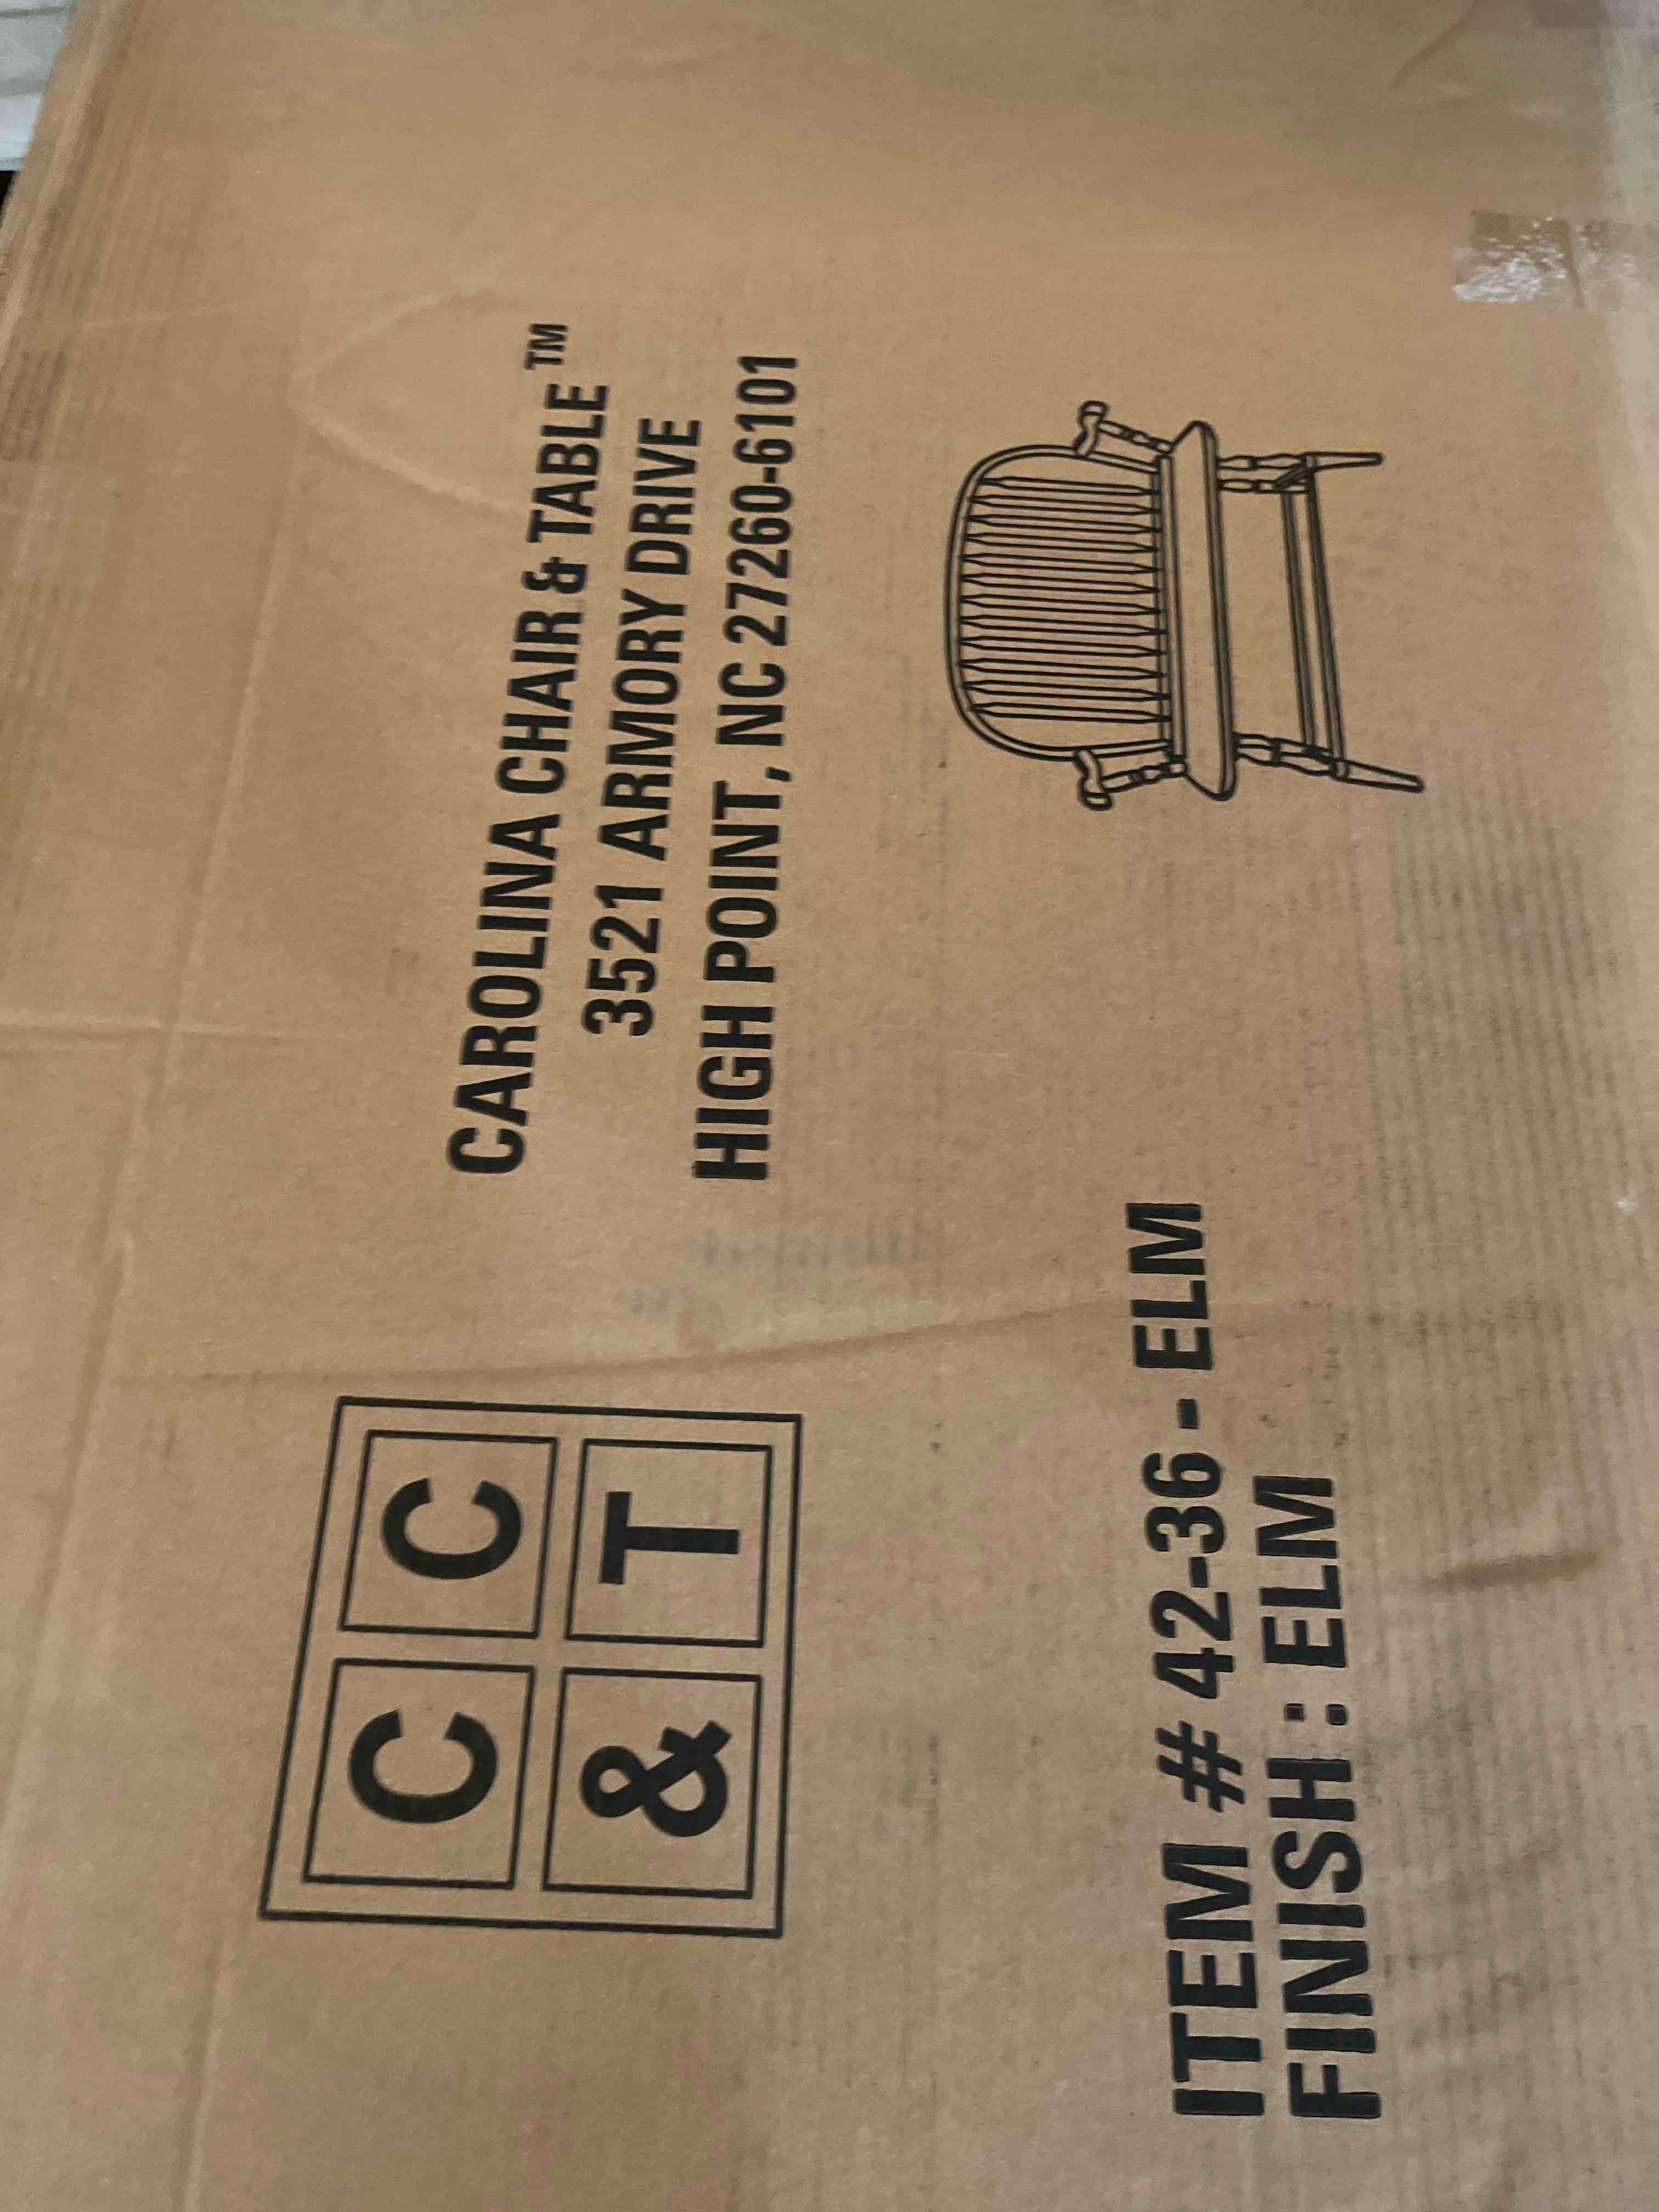 C C
& T
CAROLINA CHAIR & TABLE™
3521 ARMORY DRIVE
HIGH POINT, NC 27260-6101
ITEM # 42-36 - ELM
FINISH : ELM